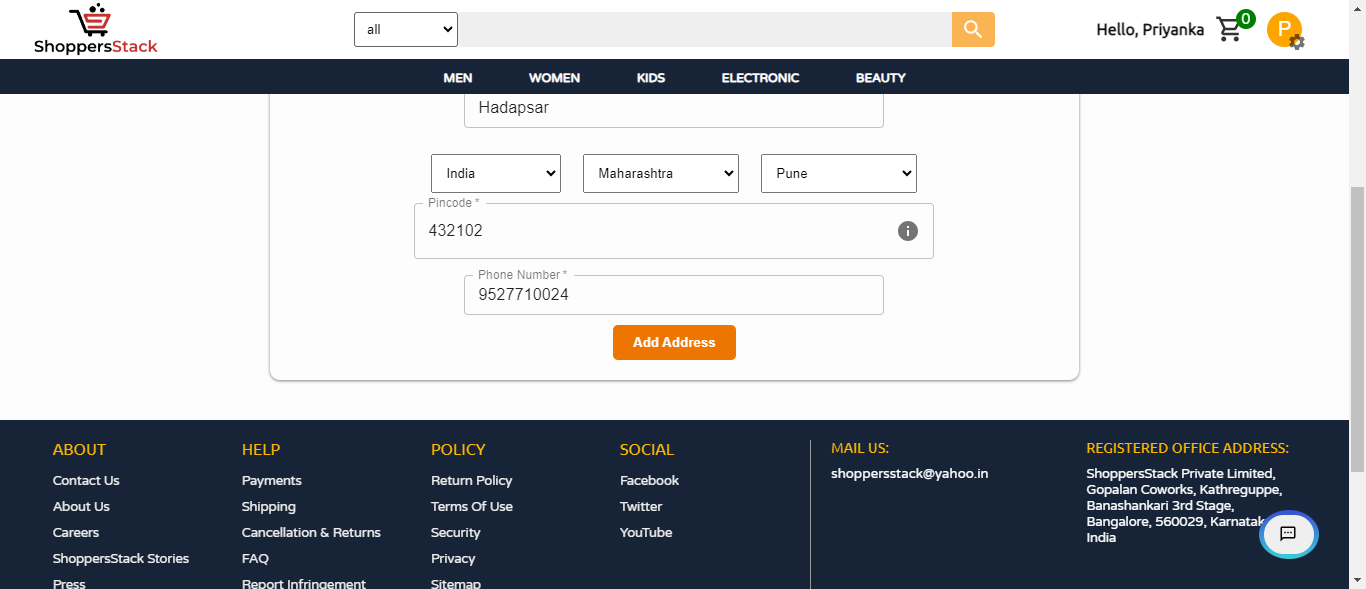 ShoppersStack
all
Hello, Priyanka
0
P
MEN WOMEN KIDS ELECTRONIC BEAUTY
Hadapsar
India Maharashtra Pune
Pincode *
432102
Phone Number *
9527710024
Add Address
ABOUT
Contact Us
About Us
Careers
ShoppersStack Stories
Press
HELP
Payments
Shipping
Cancellation & Returns
FAQ
Report Infringement
POLICY
Return Policy
Terms Of Use
Security
Privacy
Sitemap
SOCIAL
Facebook
Twitter
YouTube
MAIL US:
shoppersstack@yahoo.in
REGISTERED OFFICE ADDRESS:
ShoppersStack Private Limited,
Gopalan Coworks, Kathreguppe,
Banashankari 3rd Stage,
Bangalore, 560029, Karnatak
India